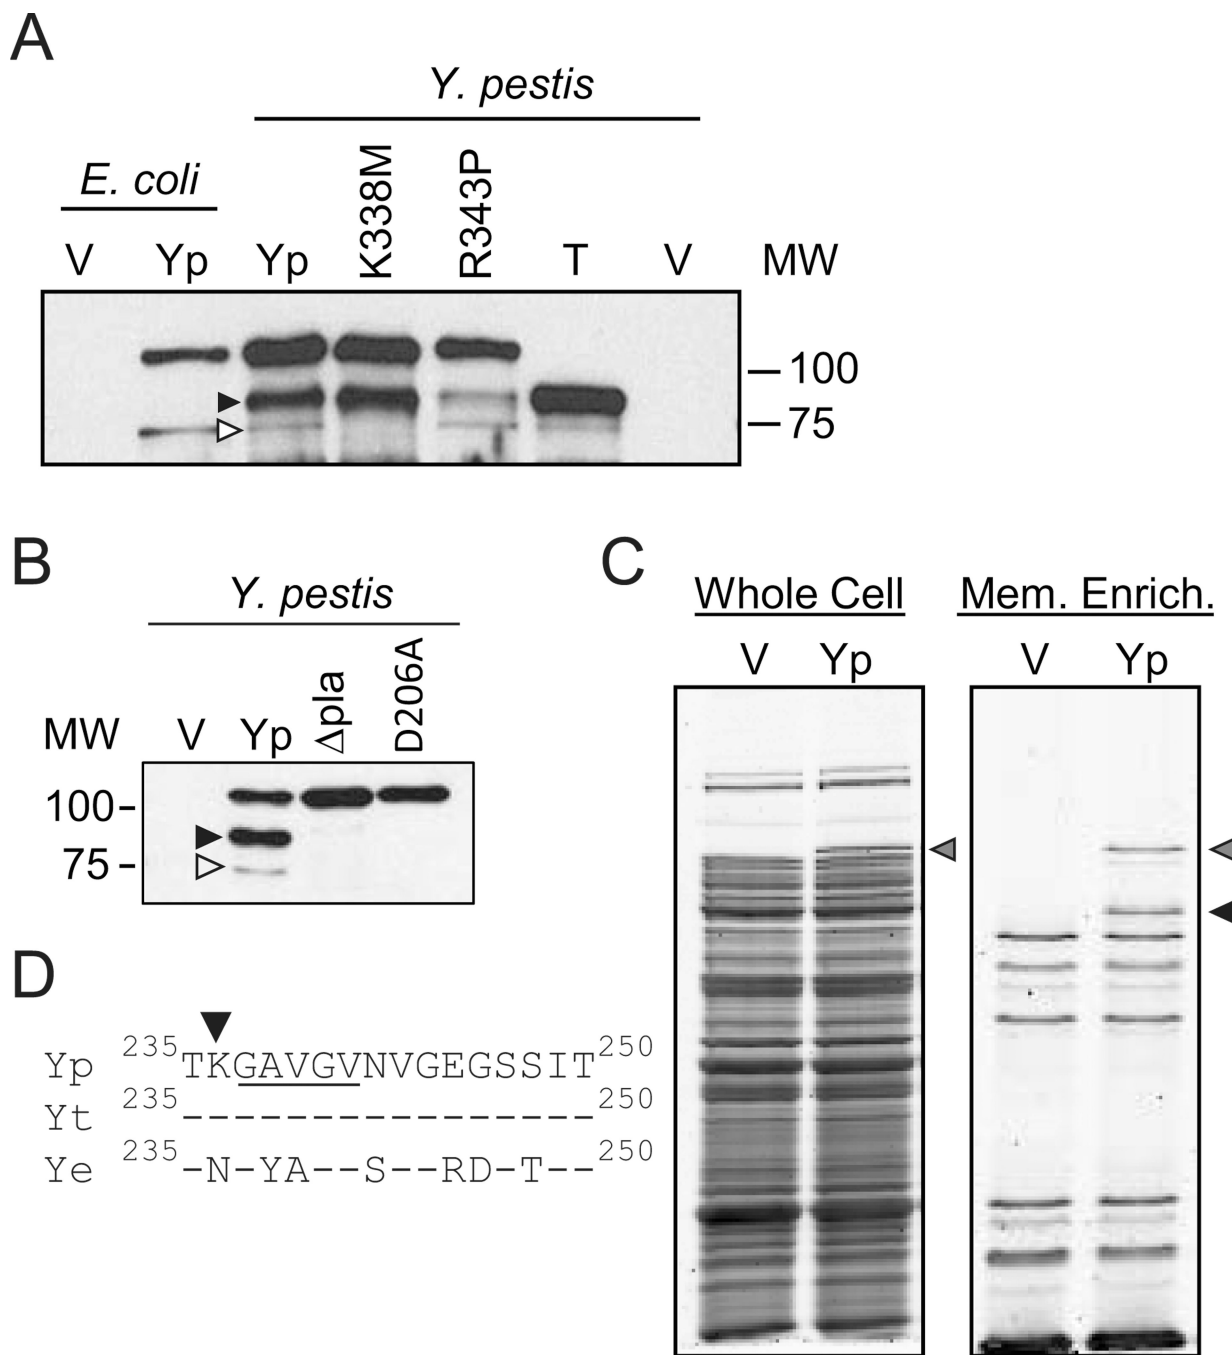 A
Y. pestis
E. coli
V Yp Yp K338M R343P T V MW
100
75
B
Y. pestis
MW V Yp Δpla D206A
100
75
C
Whole Cell Mem. Enrich.
V Yp V Yp
D
Yp 235 TKGAVGVNVGEGSSIT 250
Yt 235 ---------------- 250
Ye 235 -N-YA--S--RD-T-- 250